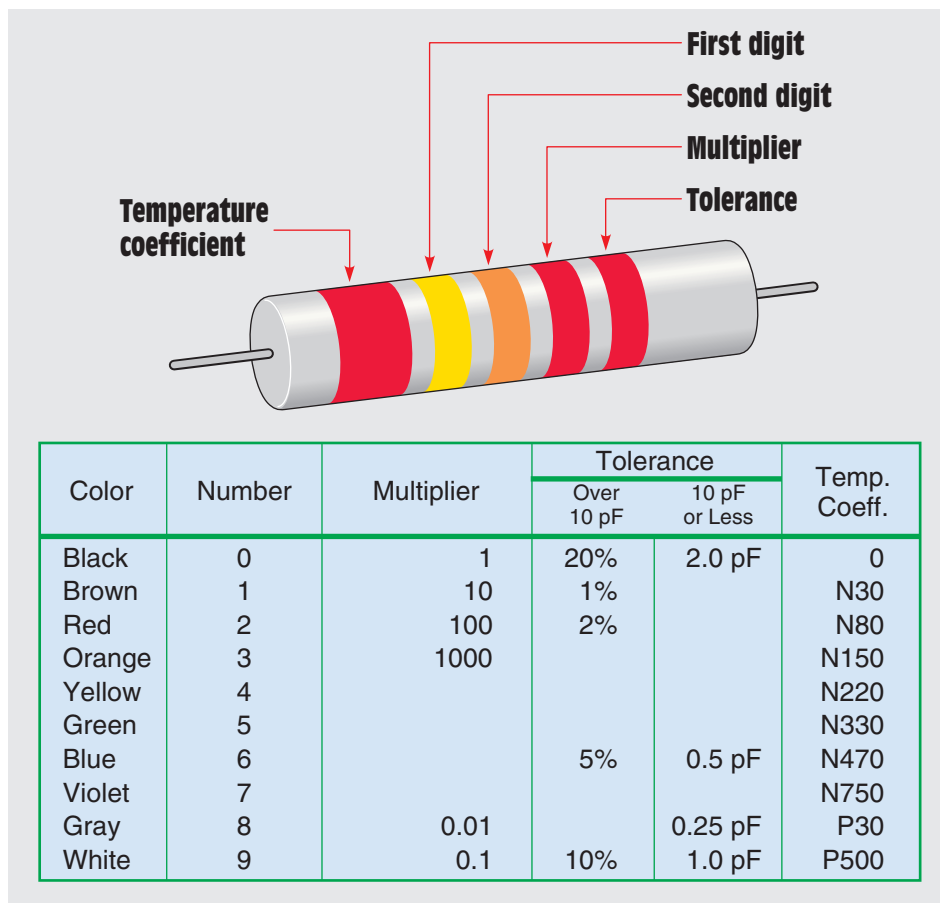 First digit
Second digit
Multiplier
Tolerance
Temperature
coefficient
Color Number Multiplier Tolerance Temp. Coeff.
Over 10 pF 10 pF or Less
Black 0 1 20% 2.0 pF 0
Brown 1 10 1% N30
Red 2 100 2% N80
Orange 3 1000 N150
Yellow 4 N220
Green 5 N330
Blue 6 5% 0.5 pF N470
Violet 7 N750
Gray 8 0.01 0.25 pF P30
White 9 0.1 10% 1.0 pF P500